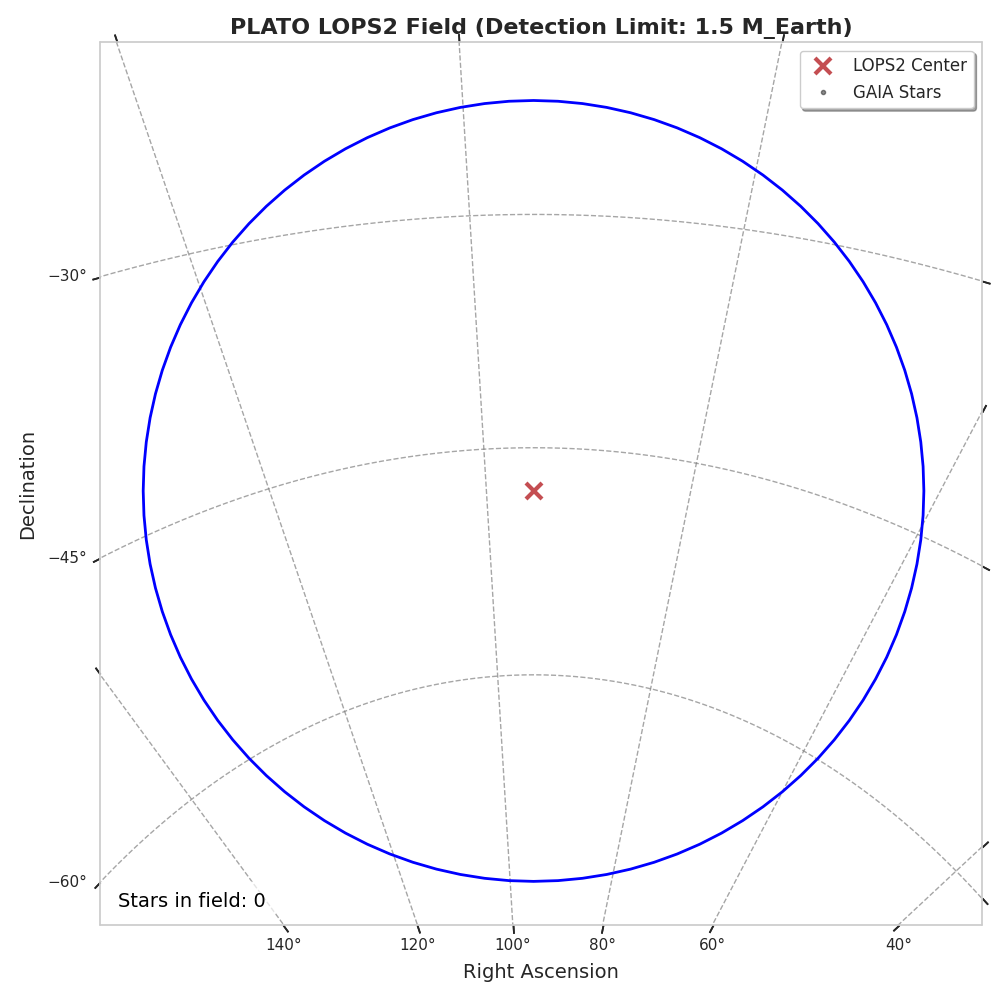 PLATO LOPS2 Field (Detection Limit: 1.5 M_Earth)
LOPS2 Center
GAIA Stars
−30°
Declination
−45°
−60°
Stars in field: 0
140° 120° 100° 80° 60° 40°
Right Ascension